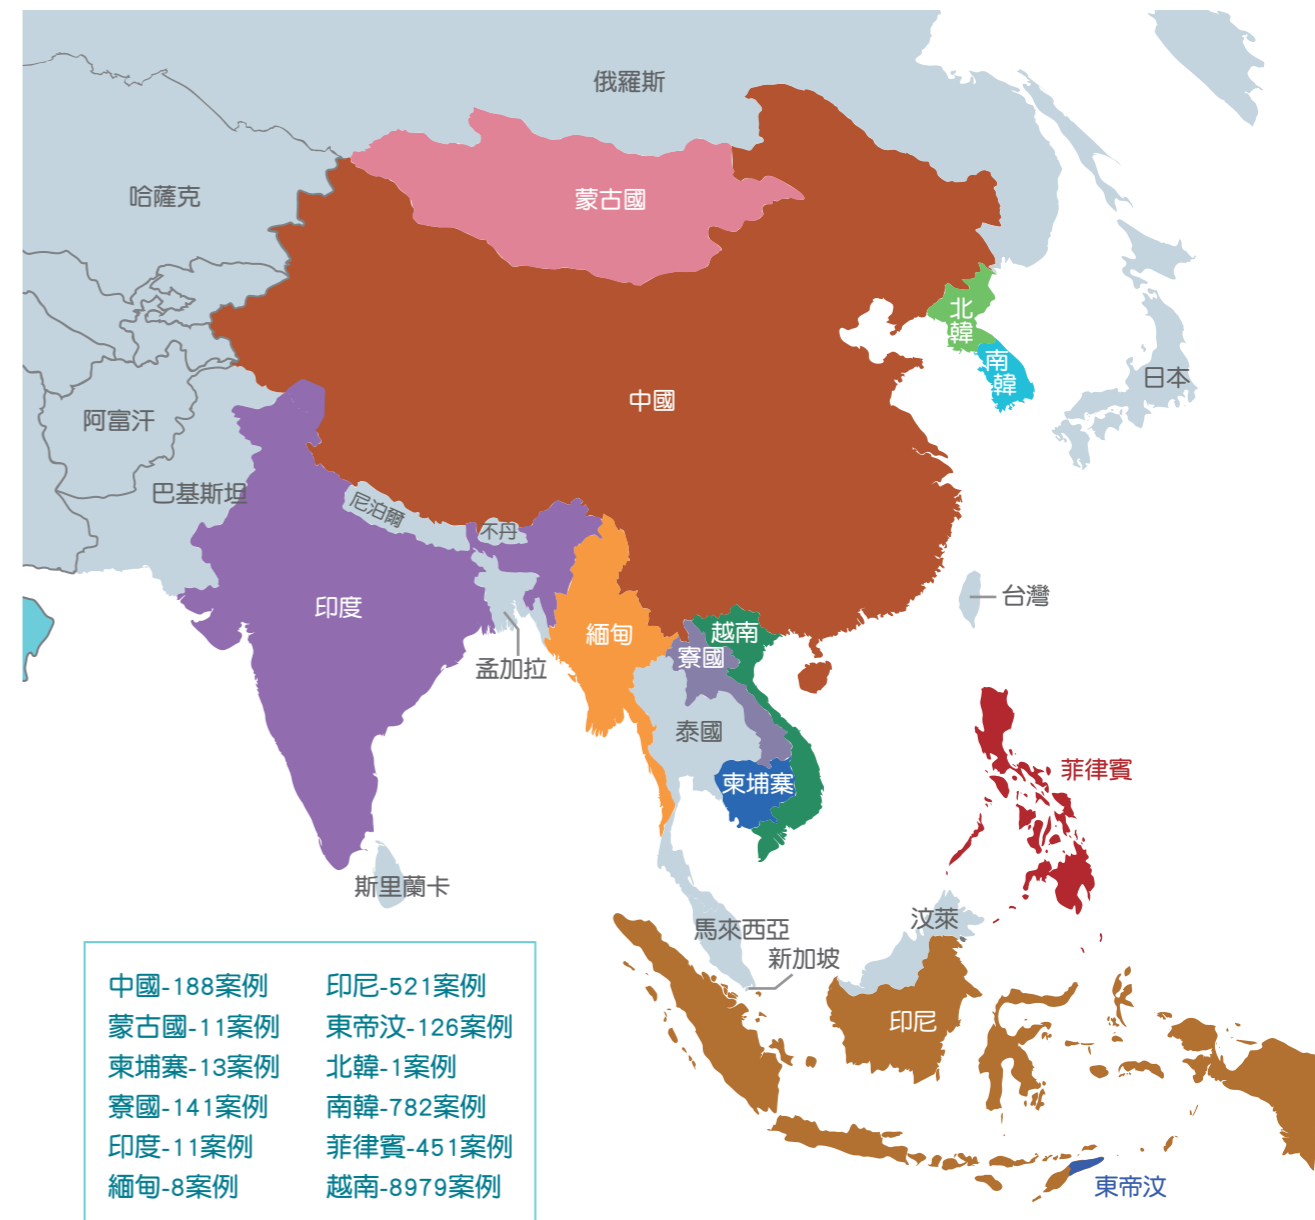 俄羅斯
哈薩克
蒙古國
北韓
南韓
日本
中國
阿富汗
巴基斯坦
尼泊爾
不丹
印度
台灣
緬甸
越南
寮國
孟加拉
泰國
柬埔寨
菲律賓
斯里蘭卡
馬來西亞
汶萊
新加坡
印尼
東帝汶
中國-188案例
蒙古國-11案例
柬埔寨-13案例
寮國-141案例
印度-11案例
緬甸-8案例
印尼-521案例
東帝汶-126案例
北韓-1案例
南韓-782案例
菲律賓-451案例
越南-8979案例